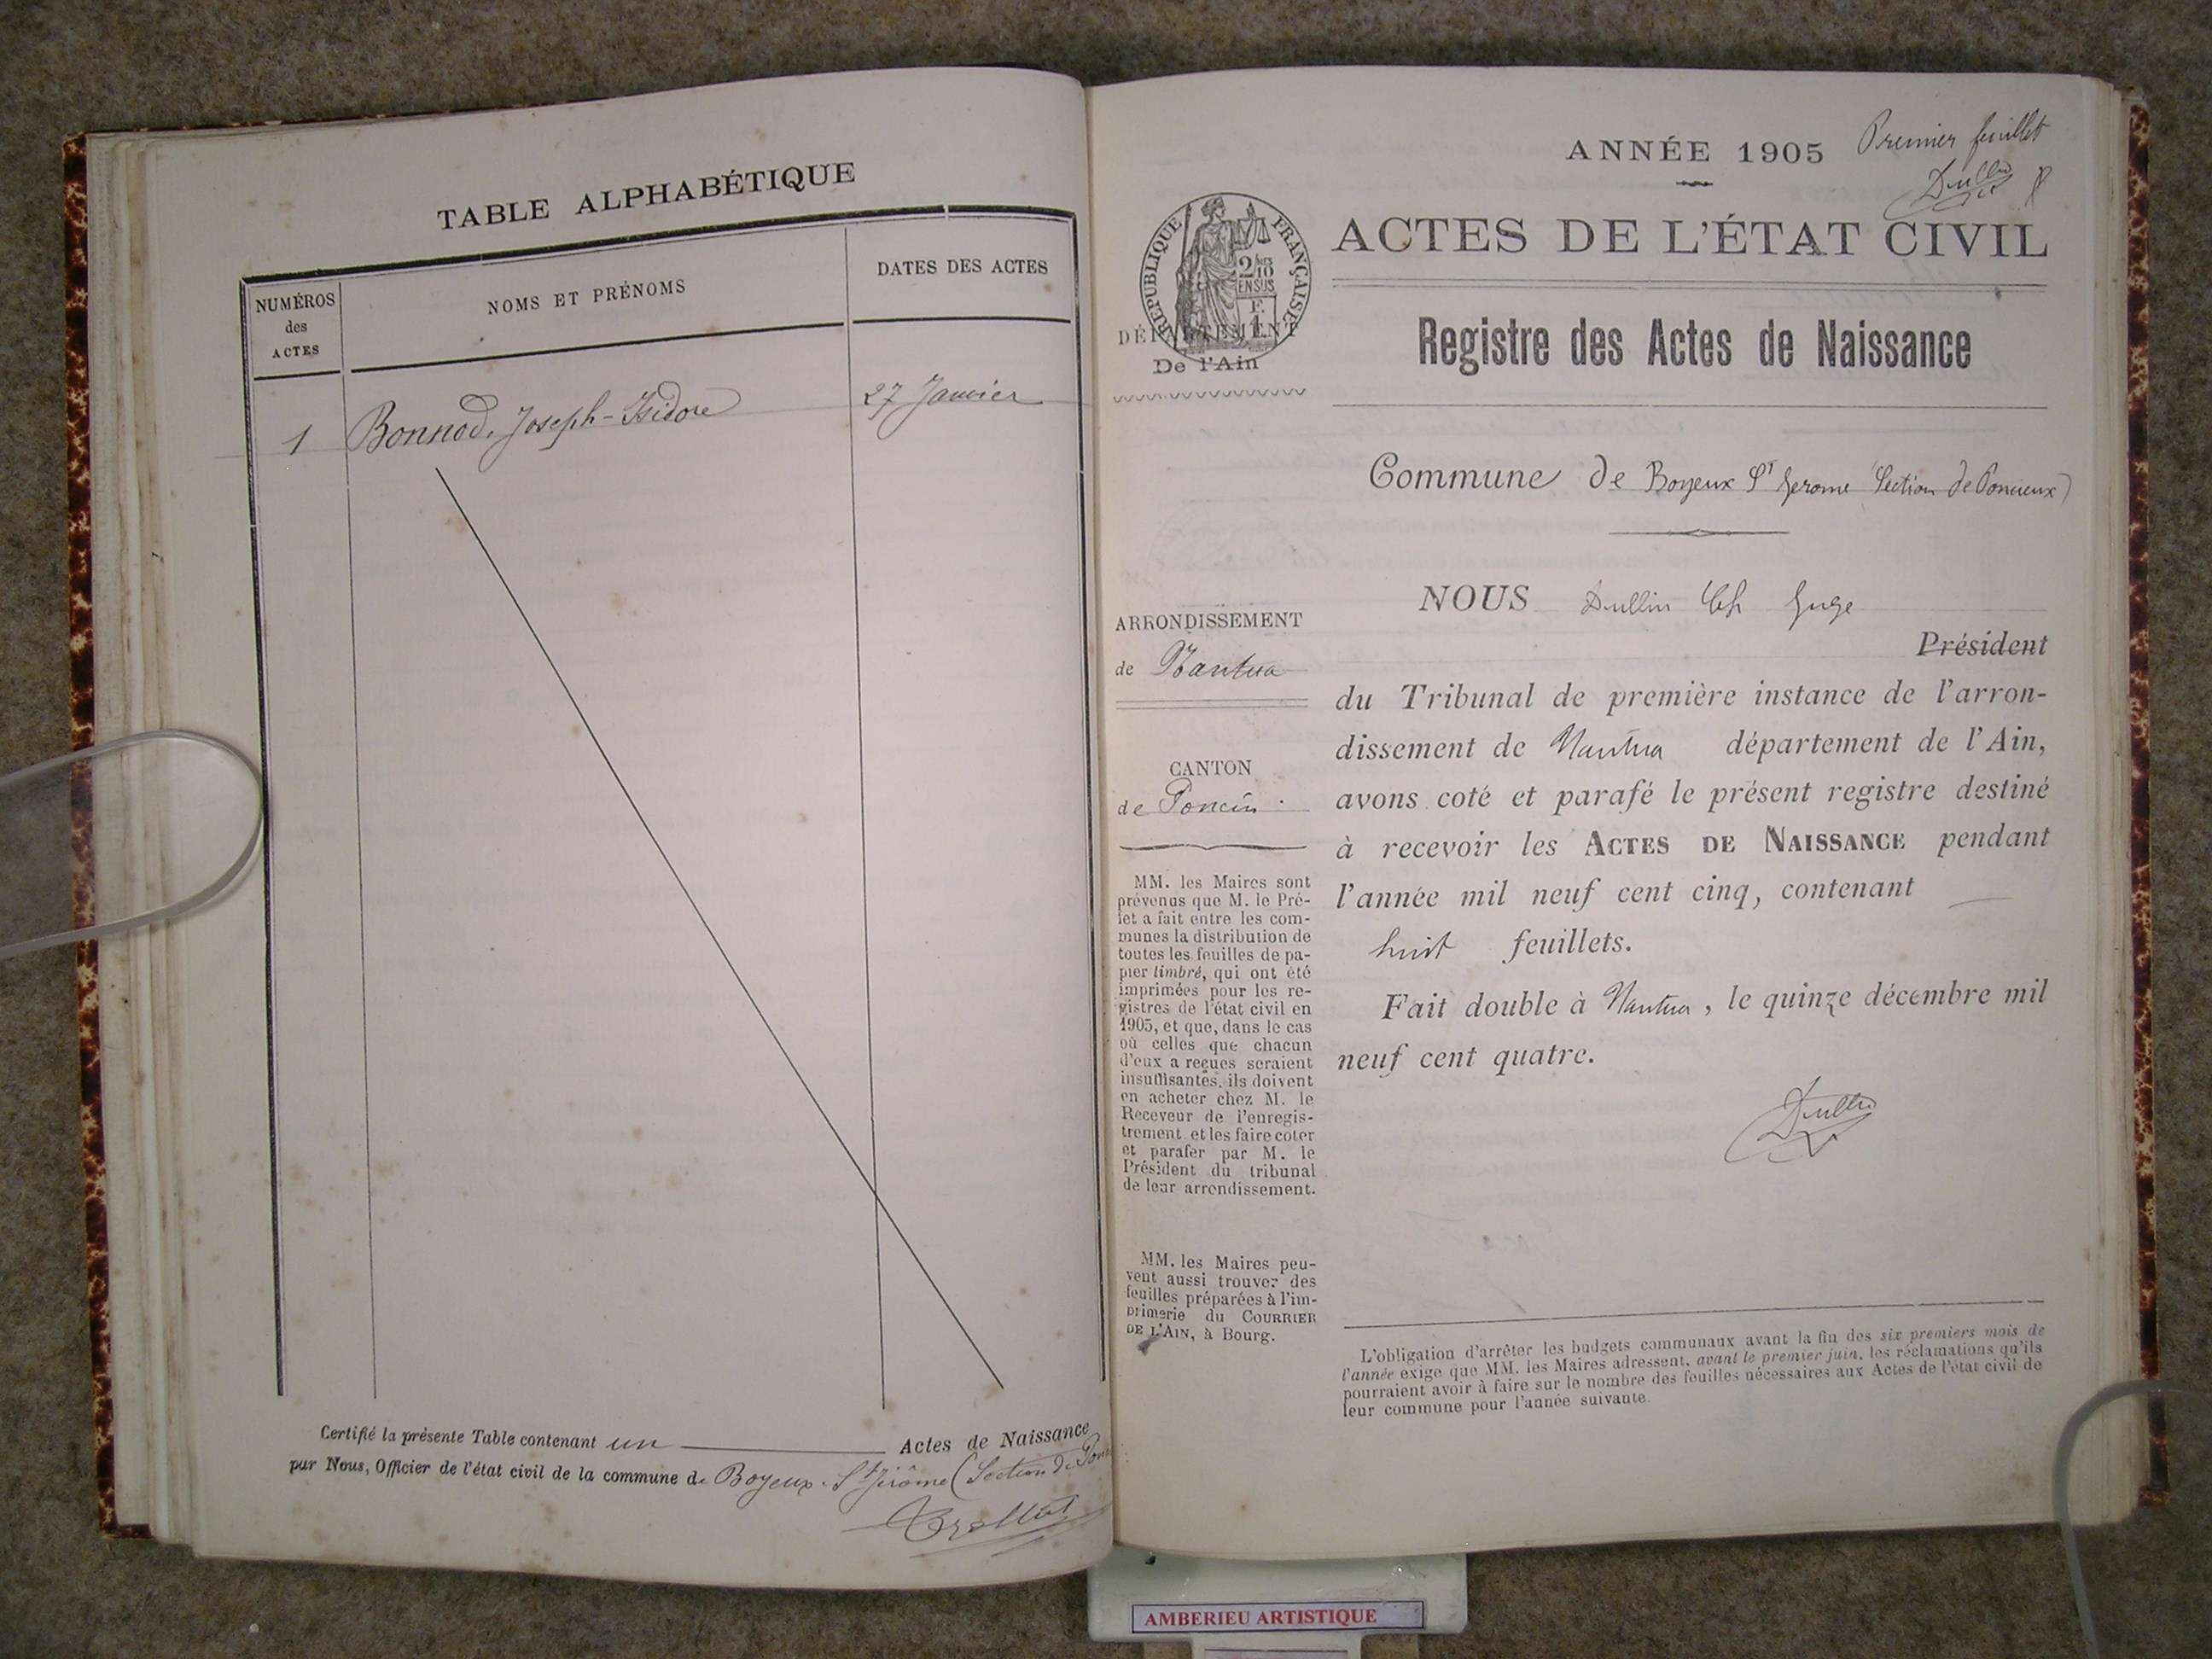 TABLE ALPHABÉTIQUE
NUMÉROS
des
ACTES
NOMS ET PRÉNOMS
DATES DES ACTES
1 Bonnod, Joseph-Isidore 27 Janvier
Certifié la présente Table contenant un Actes de Naissance
par Nous, Officier de l'état civil de la commune de Boyeux-St Jérôme (Section de
ANNÉE 1905
Premier feuillet
Dullin
RÉPUBLIQUE FRANÇAISE
2/10
EN SUS
DÉPARTEMENT
De l'Ain
ACTES DE L'ÉTAT CIVIL
Registre des Actes de Naissance
Commune de Boyeux St Jerome (Section de Poncieux)
ARRONDISSEMENT
de Nantua
CANTON
de Poncin.
MM. les Maires sont
prévenus que M. le Pré-
fet a fait entre les com-
munes la distribution de
toutes les feuilles de pa-
pier timbré, qui ont été
imprimées pour les re-
gistres de l'état civil en
1905, et que, dans le cas
où celles que chacun
d'eux a reçues seraient
insuffisantes, ils doivent
en acheter chez M. le
Receveur de l'enregis-
trement et les faire coter
et parafer par M. le
Président du tribunal
de leur arrondissement.
MM. les Maires peu-
vent aussi trouver des
feuilles préparées à l'im-
primerie du COURRIER
DE L'AIN, à Bourg.
NOUS Dullin Ch Juge
Président
du Tribunal de première instance de l'arron-
dissement de Nantua département de l'Ain,
avons coté et parafé le présent registre destiné
à recevoir les ACTES DE NAISSANCE pendant
l'année mil neuf cent cinq, contenant
huit feuillets.
Fait double à Nantua, le quinze décembre mil
neuf cent quatre.
Dullin
L'obligation d'arrêter les budgets communaux avant la fin des six premiers mois de
l'année exige que MM. les Maires adressent, avant le premier juin, les réclamations qu'ils
pourraient avoir à faire sur le nombre des feuilles nécessaires aux Actes de l'état civil de
leur commune pour l'année suivante.
AMBERIEU ARTISTIQUE